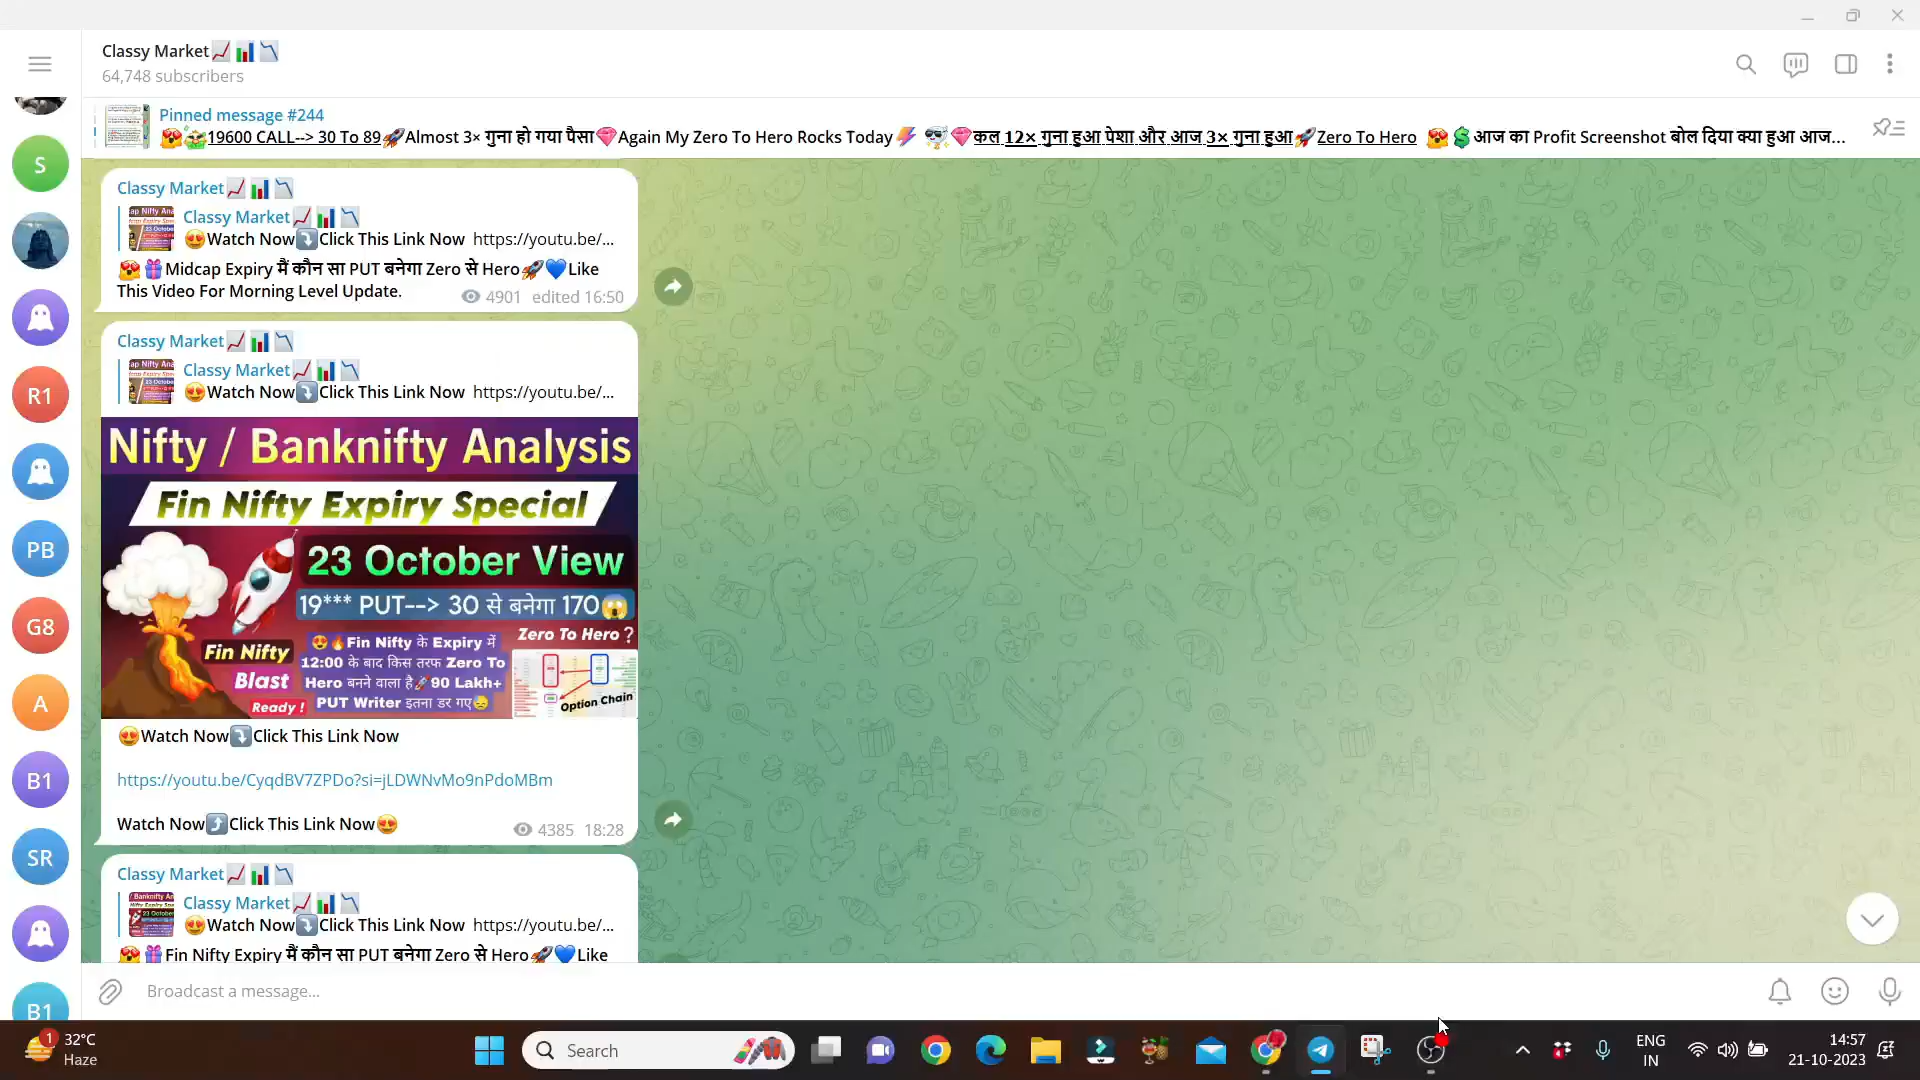 Classy Market📈📊📉
64,748 subscribers
Pinned message #244
19600 CALL--> 30 To 89🚀Almost 3× गुना हो गया पैसा💎Again My Zero To Hero Rocks Today⚡ 💎कल 12× गुना हुआ पेशा और आज 3× गुना हुआ🚀Zero To Hero 😍💲आज का Profit Screenshot बोल दिया क्या हुआ आज...
Classy Market📈📊📉
Classy Market📈📊📉
😍Watch Now⤵️Click This Link Now https://youtu.be/...
😍🎁Midcap Expiry मैं कौन सा PUT बनेगा Zero से Hero🚀💙Like
This Video For Morning Level Update.
4901 edited 16:50
Classy Market📈📊📉
Classy Market📈📊📉
😍Watch Now⤵️Click This Link Now https://youtu.be/...
Nifty / Banknifty Analysis
Fin Nifty Expiry Special
23 October View
19*** PUT--> 30 से बनेगा 170😱
Zero To Hero ?
Fin Nifty
Blast
Ready !
😍🔥Fin Nifty के Expiry में
12:00 के बाद किस तरफ Zero To
Hero बनने वाला है🚀90 Lakh+
PUT Writer इतना डर गए😓
Option Chain
😍Watch Now⤵️Click This Link Now
https://youtu.be/CyqdBV7ZPDo?si=jLDWNvMo9nPdoMBm
Watch Now⤴️Click This Link Now😍
4385 18:28
Classy Market📈📊📉
Classy Market📈📊📉
😍Watch Now⤵️Click This Link Now https://youtu.be/...
😍🎁Fin Nifty Expiry मैं कौन सा PUT बनेगा Zero से Hero🚀💙Like
Broadcast a message...
S
R1
PB
G8
A
B1
SR
B1
1
32°C
Haze
Search
ENG
IN
14:57
21-10-2023